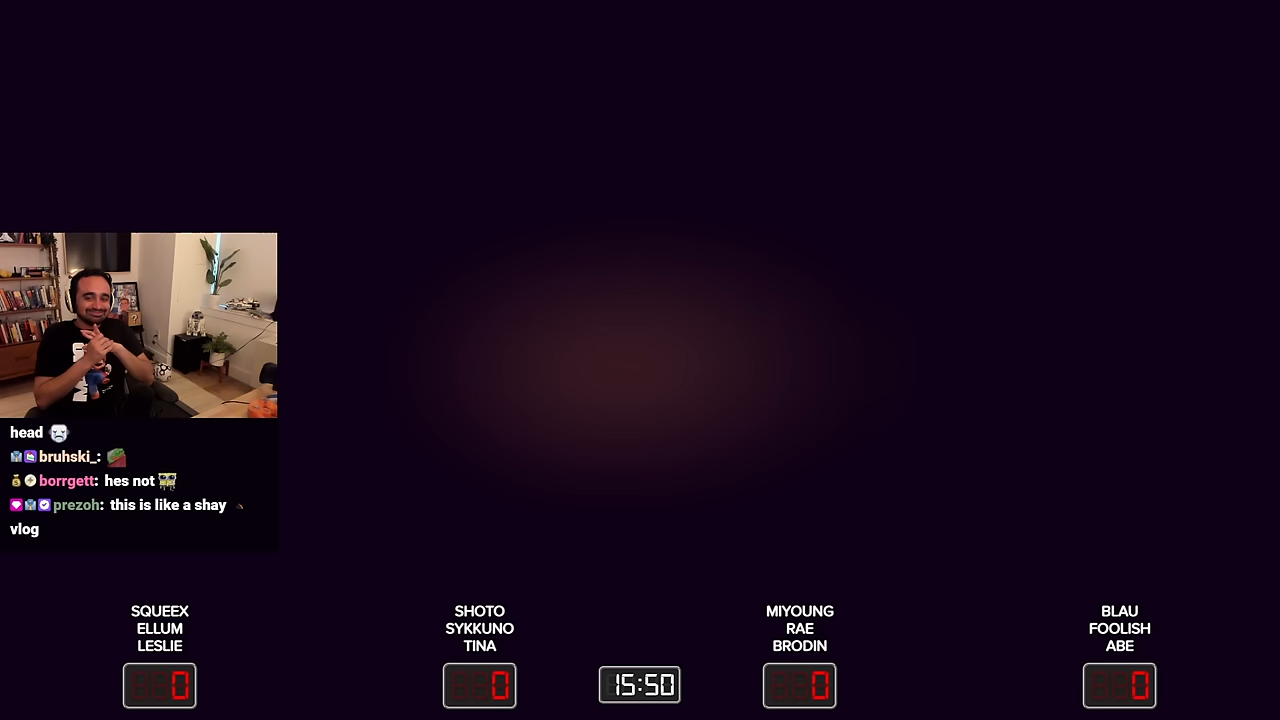 head
bruhski_:
borrgett: hes not
prezoh: this is like a shay
vlog
SQUEEX
ELLUM
LESLIE
0
SHOTO
SYKKUNO
TINA
0
15:50
MIYOUNG
RAE
BRODIN
0
BLAU
FOOLISH
ABE
0